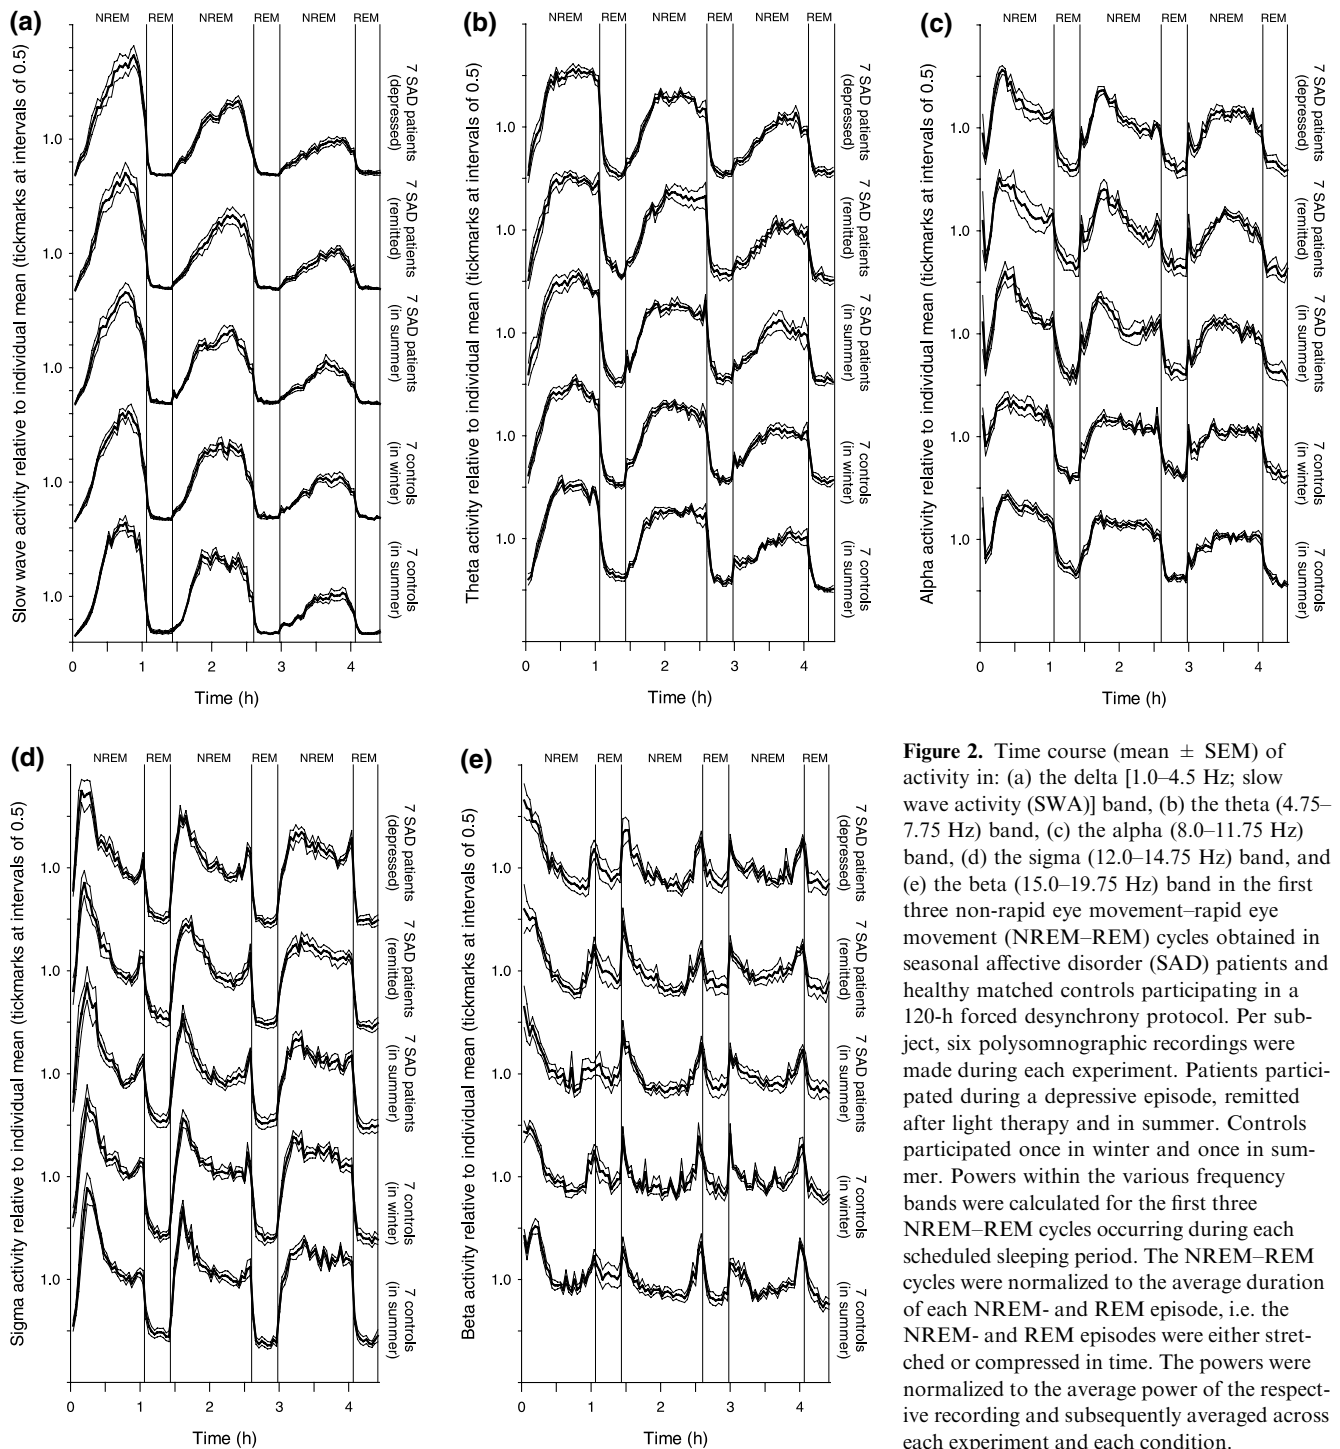 (a)
NREM REM NREM REM NREM REM
Slow wave activity relative to individual mean (tickmarks at intervals of 0.5)
1.0
1.0
1.0
1.0
1.0
7 SAD patients
(depressed)
7 SAD patients
(remitted)
7 SAD patients
(in summer)
7 controls
(in winter)
7 controls
(in summer)
0 1 2 3 4
Time (h)
(b)
NREM REM NREM REM NREM REM
Theta activity relative to individual mean (tickmarks at intervals of 0.5)
1.0
1.0
1.0
1.0
1.0
7 SAD patients
(depressed)
7 SAD patients
(remitted)
7 SAD patients
(in summer)
7 controls
(in winter)
7 controls
(in summer)
0 1 2 3 4
Time (h)
(c)
NREM REM NREM REM NREM REM
Alpha activity relative to individual mean (tickmarks at intervals of 0.5)
1.0
1.0
1.0
1.0
1.0
7 SAD patients
(depressed)
7 SAD patients
(remitted)
7 SAD patients
(in summer)
7 controls
(in winter)
7 controls
(in summer)
0 1 2 3 4
Time (h)
(d)
NREM REM NREM REM NREM REM
Sigma activity relative to individual mean (tickmarks at intervals of 0.5)
1.0
1.0
1.0
1.0
1.0
7 SAD patients
(depressed)
7 SAD patients
(remitted)
7 SAD patients
(in summer)
7 controls
(in winter)
7 controls
(in summer)
0 1 2 3 4
Time (h)
(e)
NREM REM NREM REM NREM REM
Beta activity relative to individual mean (tickmarks at intervals of 0.5)
1.0
1.0
1.0
1.0
1.0
7 SAD patients
(depressed)
7 SAD patients
(remitted)
7 SAD patients
(in summer)
7 controls
(in winter)
7 controls
(in summer)
0 1 2 3 4
Time (h)
Figure 2. Time course (mean ± SEM) of
activity in: (a) the delta [1.0–4.5 Hz; slow
wave activity (SWA)] band, (b) the theta (4.75–
7.75 Hz) band, (c) the alpha (8.0–11.75 Hz)
band, (d) the sigma (12.0–14.75 Hz) band, and
(e) the beta (15.0–19.75 Hz) band in the first
three non-rapid eye movement–rapid eye
movement (NREM–REM) cycles obtained in
seasonal affective disorder (SAD) patients and
healthy matched controls participating in a
120-h forced desynchrony protocol. Per sub-
ject, six polysomnographic recordings were
made during each experiment. Patients partici-
pated during a depressive episode, remitted
after light therapy and in summer. Controls
participated once in winter and once in sum-
mer. Powers within the various frequency
bands were calculated for the first three
NREM–REM cycles occurring during each
scheduled sleeping period. The NREM–REM
cycles were normalized to the average duration
of each NREM- and REM episode, i.e. the
NREM- and REM episodes were either stret-
ched or compressed in time. The powers were
normalized to the average power of the respect-
ive recording and subsequently averaged across
each experiment and each condition.